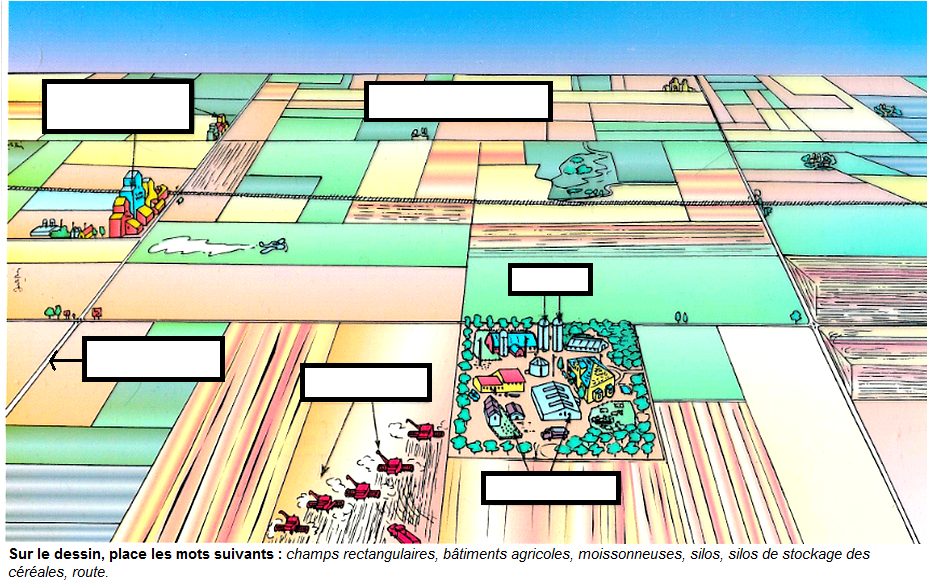 Sur le dessin, place les mots suivants : champs rectangulaires, bâtiments agricoles, moissonneuses, silos, silos de stockage des
céréales, route.